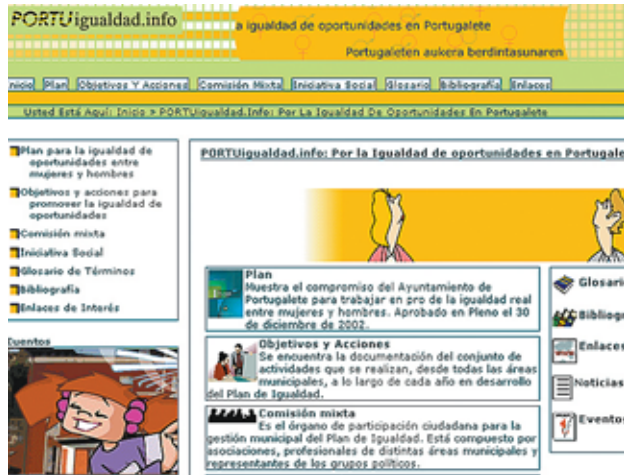 PORTUigualdad.info
a igualdad de oportunidades en Portugalete
Portugaleten aukera berdintasunaren
nicio Plan Objetivos Y Acciones Comisión Mixta Iniciativa Social Glosario Bibliografía Enlaces
Usted Está Aquí: Inicio > PORTUigualdad.Info: Por La Igualdad De Oportunidades En Portugalete
Plan para la igualdad de
oportunidades entre
mujeres y hombres
Objetivos y acciones para
promover la igualdad de
oportunidades
Comisión mixta
Iniciativa Social
Glosario de Términos
Bibliografía
Enlaces de Interés
Cuentos
PORTUigualdad.info: Por la Igualdad de oportunidades en Portugale
Plan
Muestra el compromiso del Ayuntamiento de
Portugalete para trabajar en pro de la igualdad real
entre mujeres y hombres. Aprobado en Pleno el 30
de diciembre de 2002.
Objetivos y Acciones
Se encuentra la documentación del conjunto de
actividades que se realizan, desde todas las áreas
municipales, a lo largo de cada año en desarrollo
del Plan de Igualdad.
Comisión mixta
Es el órgano de participación ciudadana para la
gestión municipal del Plan de Igualdad. Está compuesto por
asociaciones, profesionales de distintas áreas municipales y
representantes de los grupos políticos.
Glosari
Bibliogr
Enlaces
Noticias
Eventos